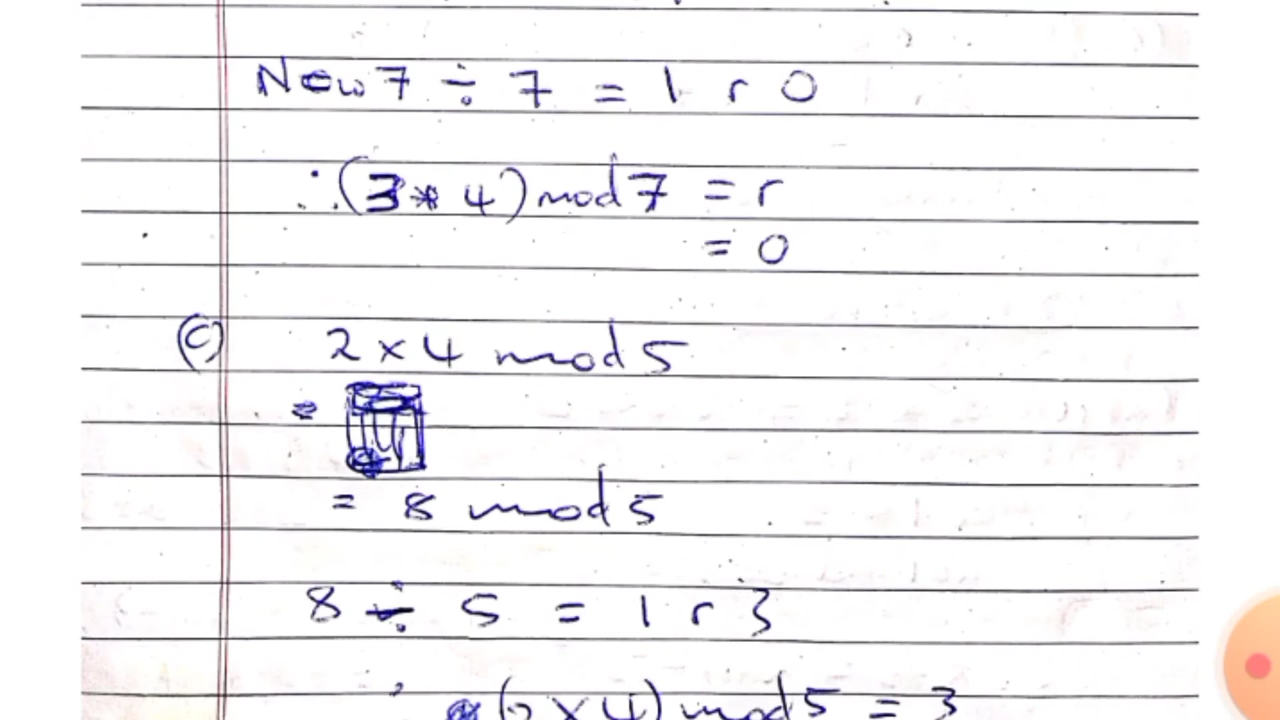 New 7 ÷ 7 = 1 r 0
∴ (3 * 4) mod 7 = r
= 0
(c) 2 × 4 mod 5
=
= 8 mod 5
8 ÷ 5 = 1 r 3
∴ (2 × 4) mod 5 = 3